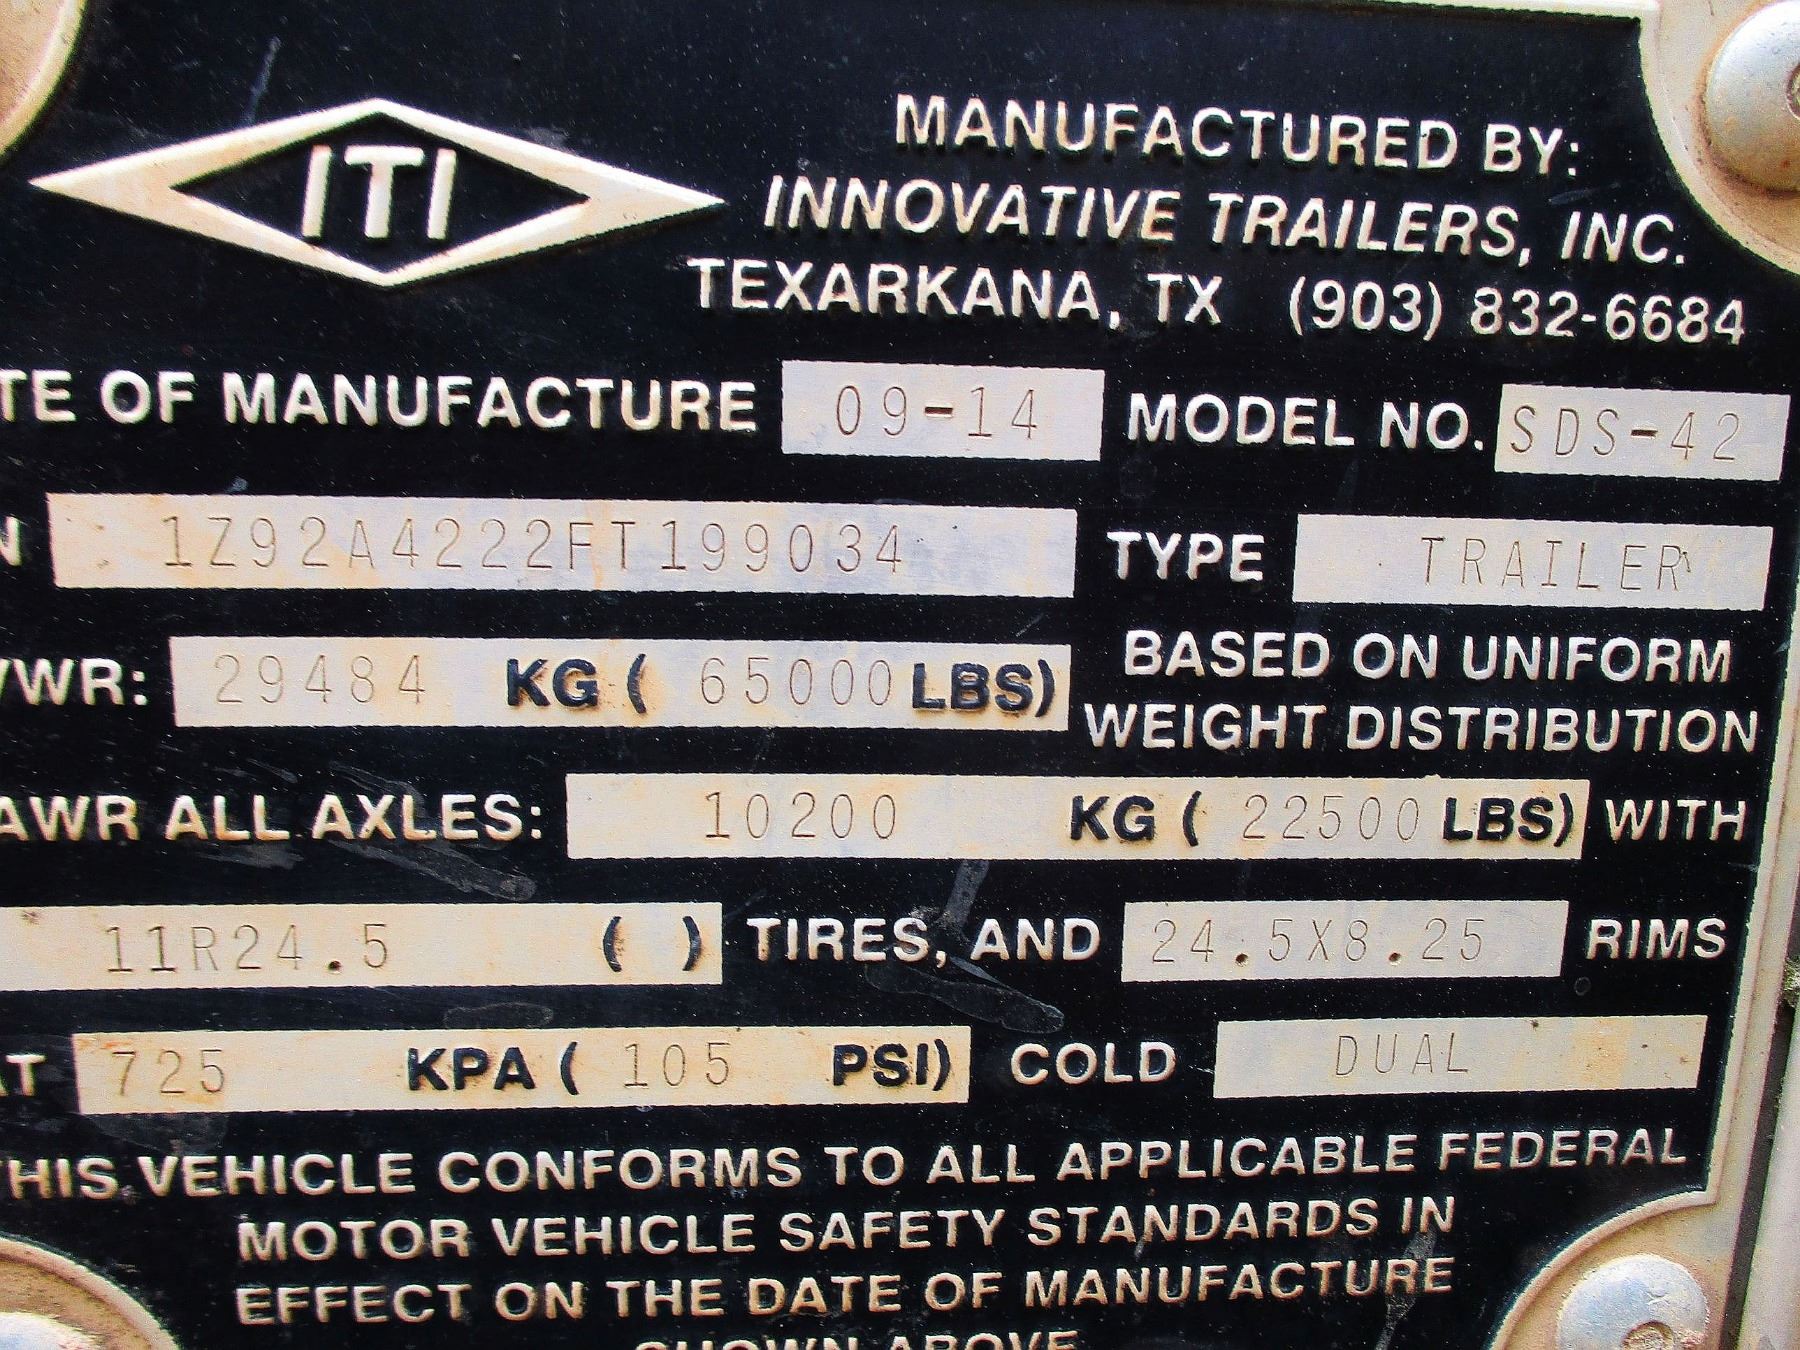 ITI
MANUFACTURED BY:
INNOVATIVE TRAILERS, INC.
TEXARKANA, TX (903) 832-6684
TE OF MANUFACTURE 09-14 MODEL NO. SDS-42
N 1Z92A4222FT199034 TYPE TRAILER
VWR: 29484 KG ( 65000 LBS) BASED ON UNIFORM
WEIGHT DISTRIBUTION
AWR ALL AXLES: 10200 KG ( 22500 LBS) WITH
11R24.5 ( ) TIRES, AND 24.5X8.25 RIMS
AT 725 KPA ( 105 PSI) COLD DUAL
THIS VEHICLE CONFORMS TO ALL APPLICABLE FEDERAL
MOTOR VEHICLE SAFETY STANDARDS IN
EFFECT ON THE DATE OF MANUFACTURE
SHOWN ABOVE